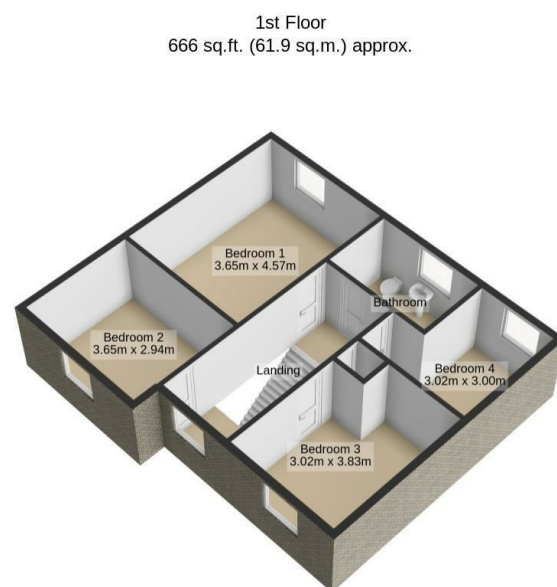 1st Floor
666 sq.ft. (61.9 sq.m.) approx.
Bedroom 1
3.65m x 4.57m
Bathroom
Bedroom 2
3.65m x 2.94m
Landing
Bedroom 4
3.02m x 3.00m
Bedroom 3
3.02m x 3.83m